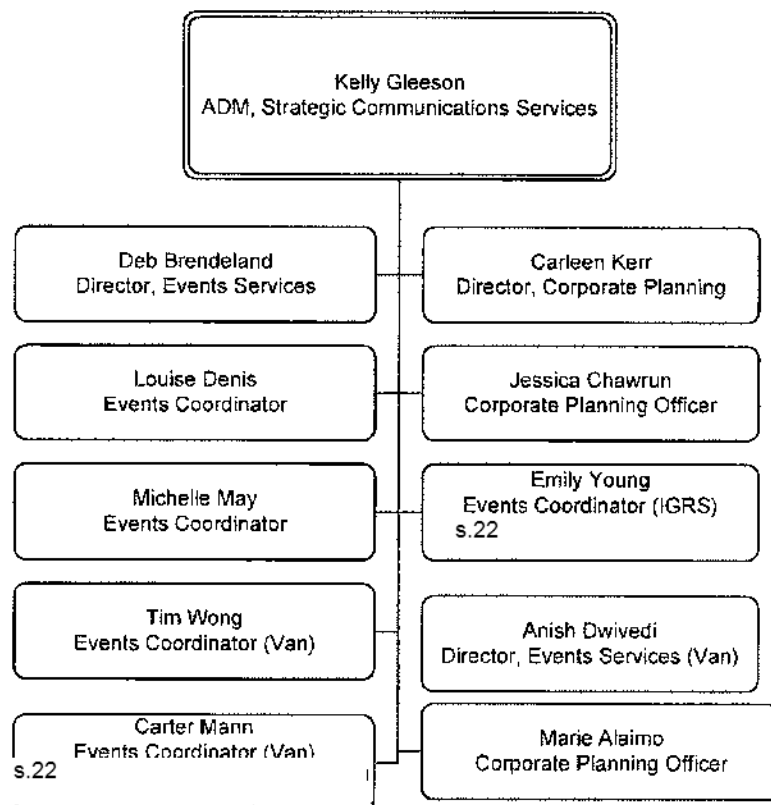 Kelly Gleeson
ADM, Strategic Communications Services
Deb Brendeland
Director, Events Services
Carleen Kerr
Director, Corporate Planning
Louise Denis
Events Coordinator
Jessica Chawrun
Corporate Planning Officer
Michelle May
Events Coordinator
Emily Young
Events Coordinator (IGRS)
s.22
Tim Wong
Events Coordinator (Van)
Anish Dwivedi
Director, Events Services (Van)
Carter Mann
Events Coordinator (Van)
s.22
Marie Alaimo
Corporate Planning Officer